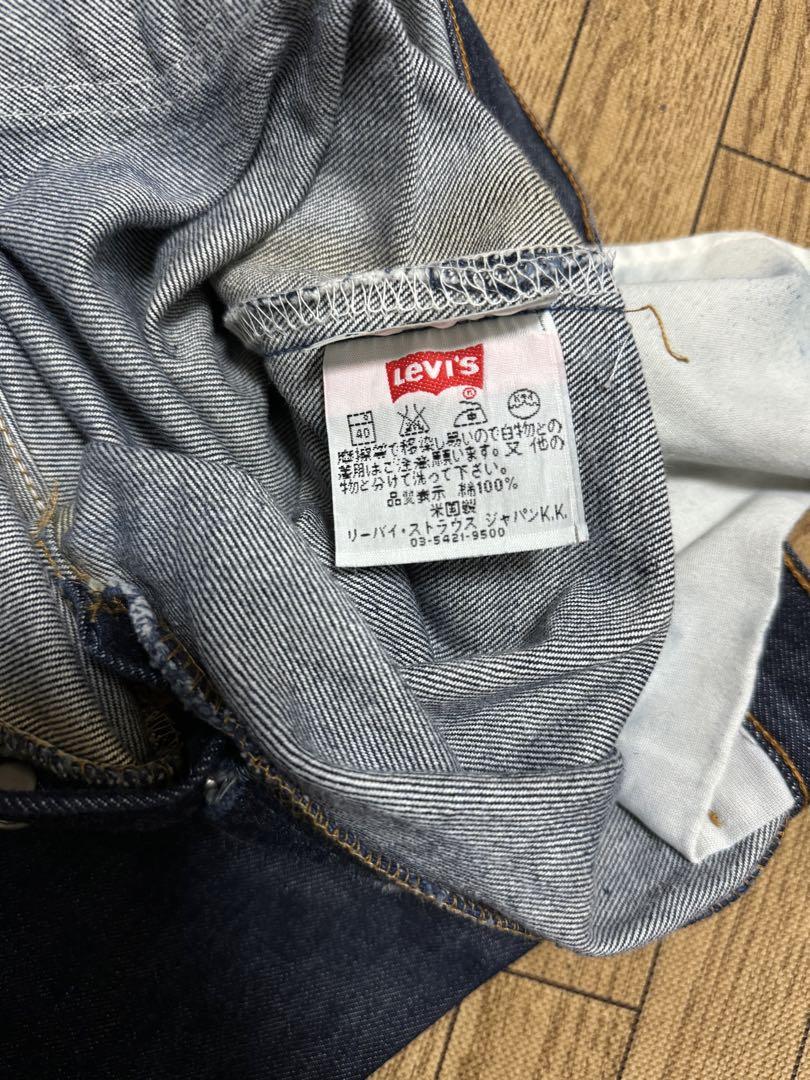 LEVI'S
®
40
摩擦等で移染し易いので白物との
着用はご注意願います。又 他の
物と分けて洗って下さい。
品質表示 綿100%
米国製
リーバイ・ストラウス ジャパンK.K.
03-5421-9500